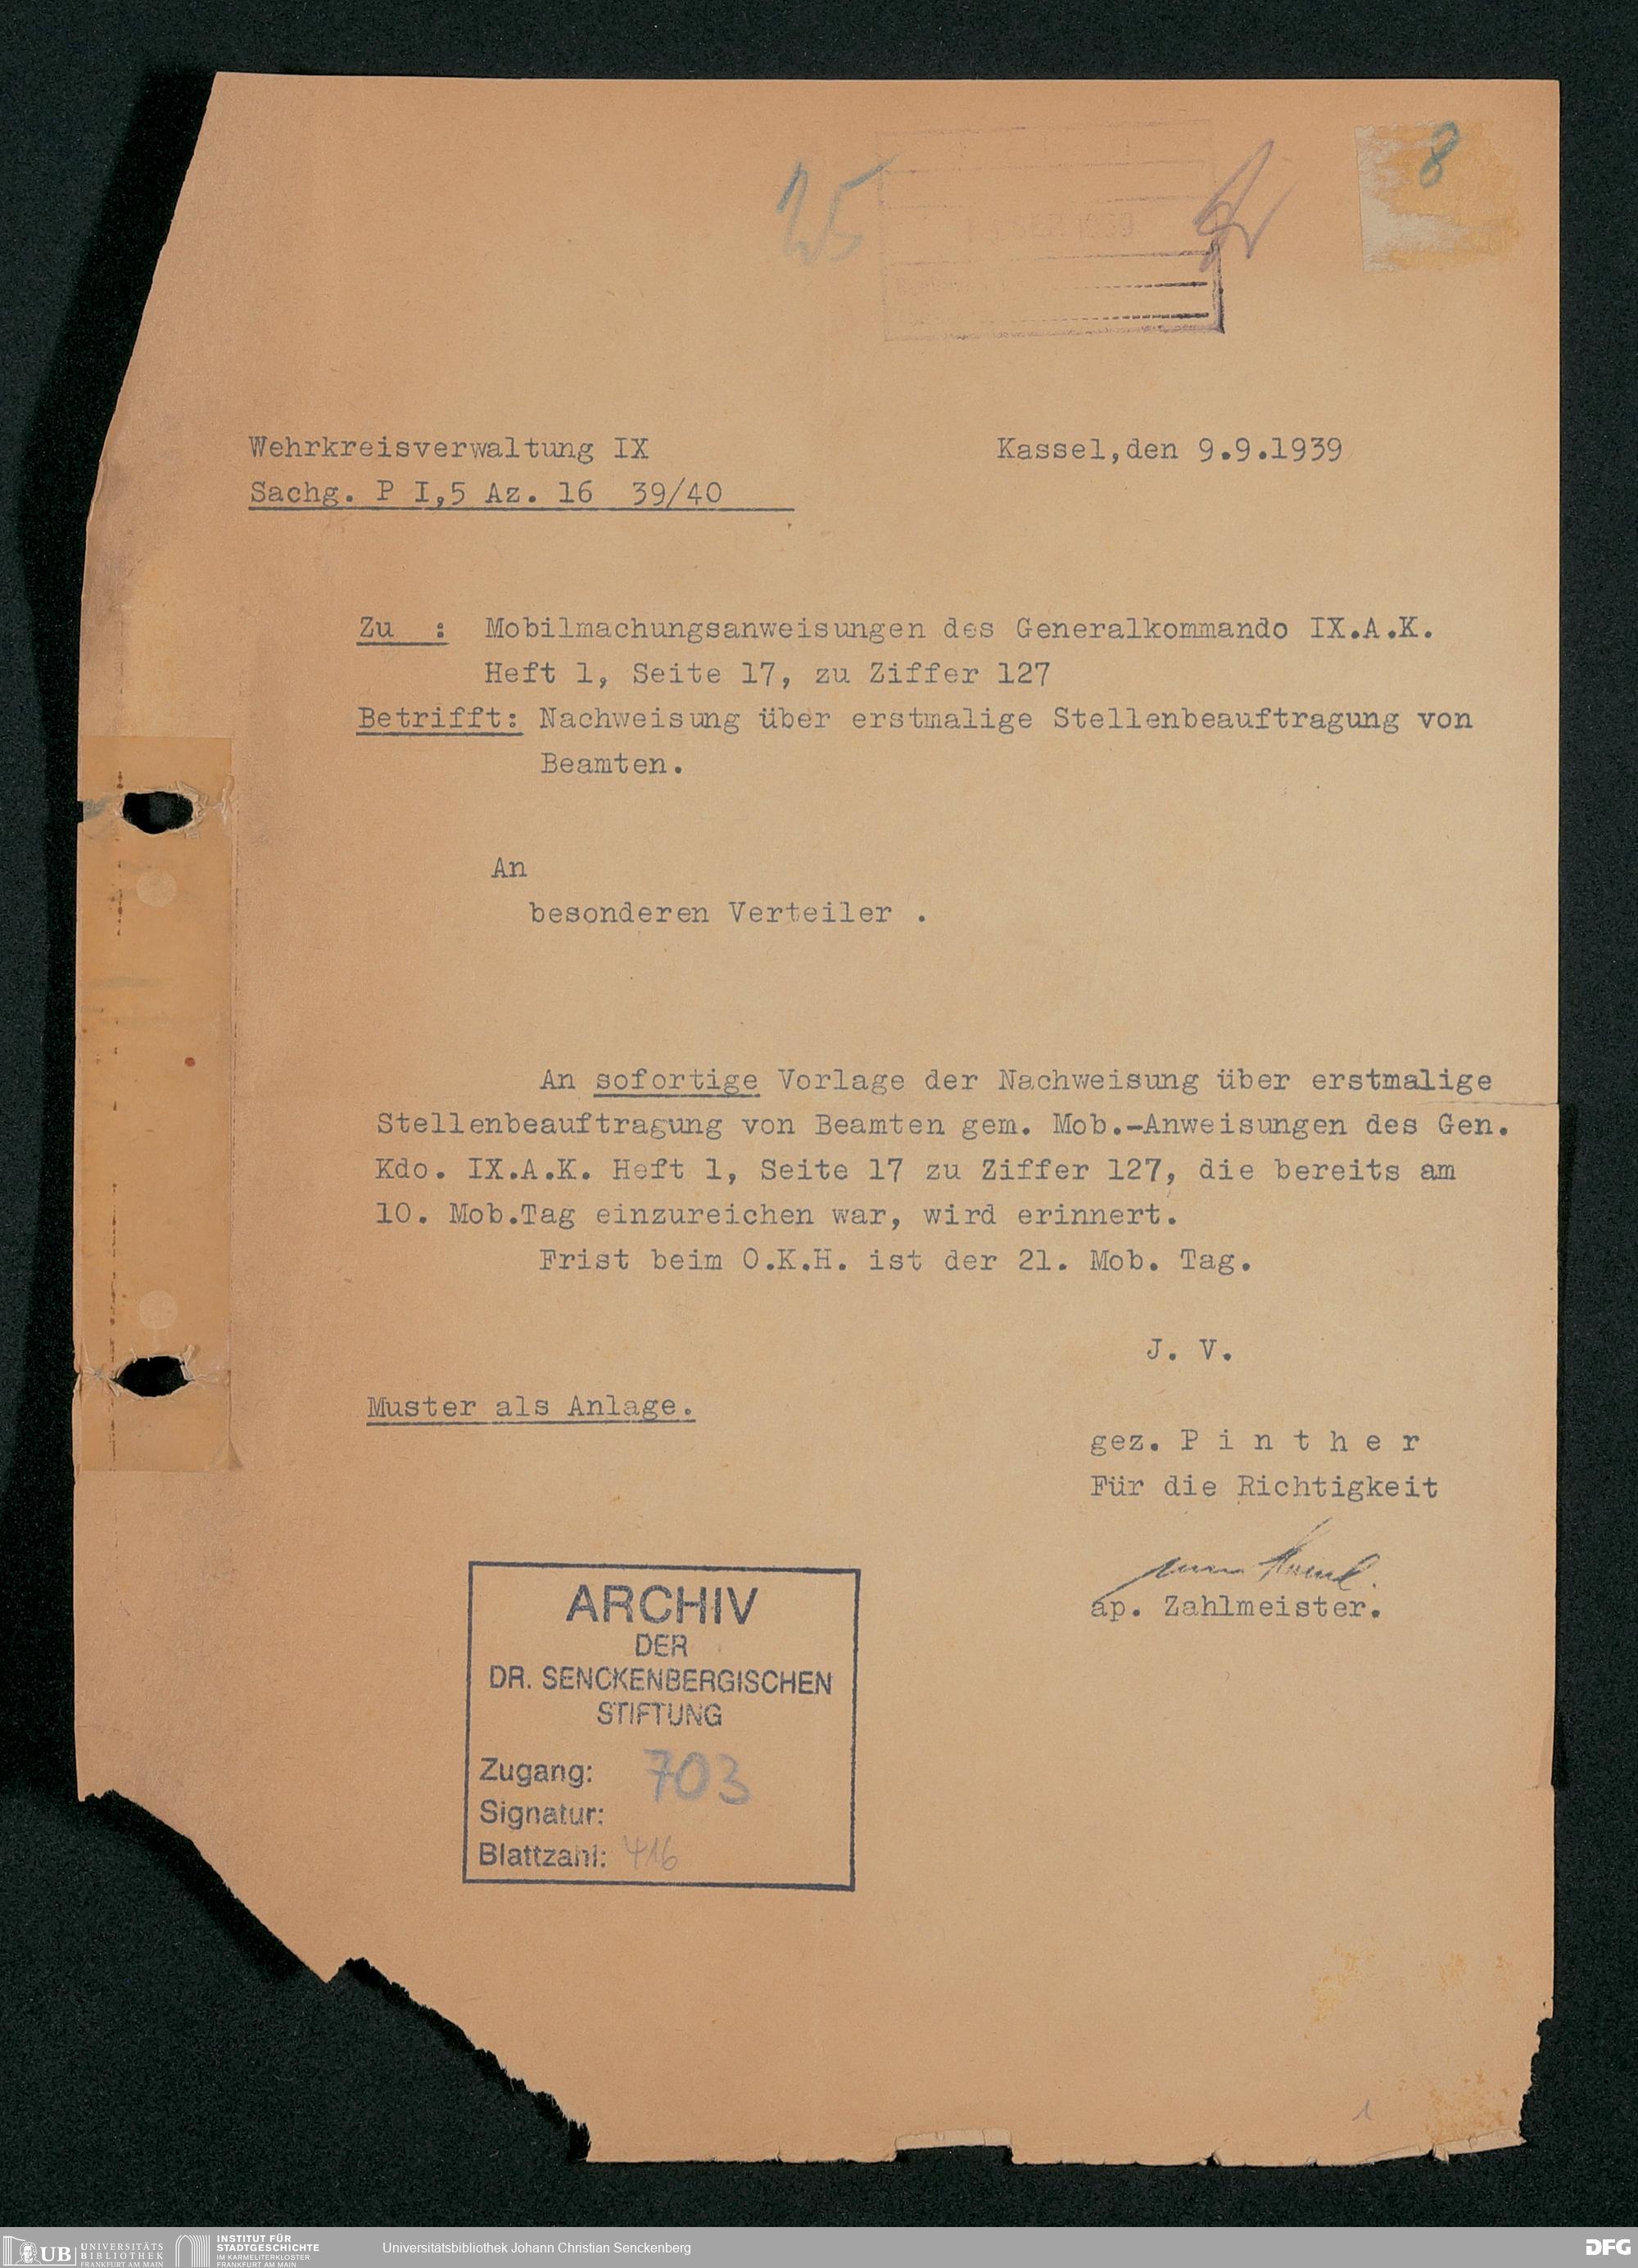 25
8
Wehrkreisverwaltung IX
Kassel,den 9.9.1939
Sachg. P I,5 Az. 16 39/40
Zu : Mobilmachungsanweisungen des Generalkommando IX.A.K.
Heft 1, Seite 17, zu Ziffer 127
Betrifft: Nachweisung über erstmalige Stellenbeauftragung von
Beamten.
An
besonderen Verteiler .
An sofortige Vorlage der Nachweisung über erstmalige
Stellenbeauftragung von Beamten gem. Mob.-Anweisungen des Gen.
Kdo. IX.A.K. Heft 1, Seite 17 zu Ziffer 127, die bereits am
10. Mob.Tag einzureichen war, wird erinnert.
Frist beim O.K.H. ist der 21. Mob. Tag.
J. V.
Muster als Anlage.
gez. P i n t h e r
Für die Richtigkeit
ap. Zahlmeister.
ARCHIV
DER
DR. SENCKENBERGISCHEN
STIFTUNG
Zugang: 703
Signatur:
Blattzahl: 416
1
UB UNIVERSITÄTS
BIBLIOTHEK
FRANKFURT AM MAIN
INSTITUT FÜR
STADTGESCHICHTE
IM KARMELITERKLOSTER
FRANKFURT AM MAIN
Universitätsbibliothek Johann Christian Senckenberg
DFG